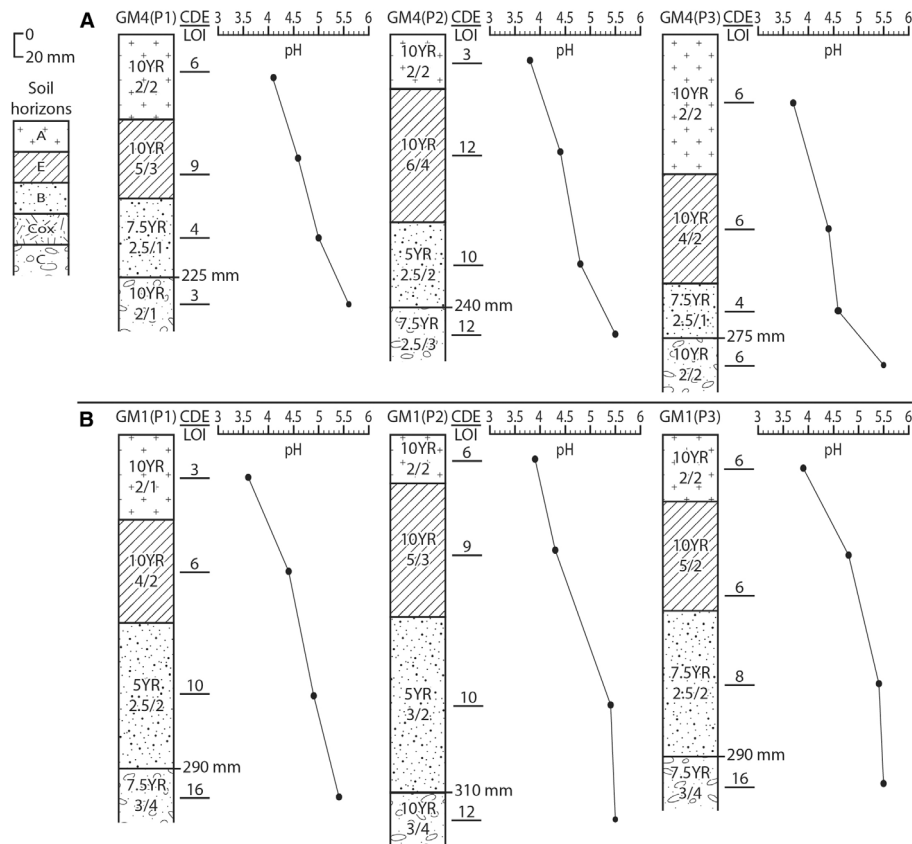 A
0
20 mm
Soil
horizons
A
E
B
Cox
C
GM4(P1) CDE
LOI
3 3.5 4 4.5 5 5.5 6
pH
10YR
2/2
6
10YR
5/3
9
7.5YR
2.5/1
4
225 mm
10YR
2/1
3
GM4(P2) CDE
LOI
3 3.5 4 4.5 5 5.5 6
pH
10YR
2/2
3
10YR
6/4
12
5YR
2.5/2
10
240 mm
7.5YR
2.5/3
12
GM4(P3) CDE
LOI
3 3.5 4 4.5 5 5.5 6
pH
10YR
2/2
6
10YR
4/2
6
7.5YR
2.5/1
4
275 mm
10YR
2/2
6
B
GM1(P1) CDE
LOI
3 3.5 4 4.5 5 5.5 6
pH
10YR
2/1
3
10YR
4/2
6
5YR
2.5/2
10
290 mm
7.5YR
3/4
16
GM1(P2) CDE
LOI
3 3.5 4 4.5 5 5.5 6
pH
10YR
2/2
6
10YR
5/3
9
5YR
3/2
10
310 mm
10YR
3/4
12
GM1(P3) CDE
LOI
3 3.5 4 4.5 5 5.5 6
pH
10YR
2/2
6
10YR
5/2
6
7.5YR
2.5/2
8
290 mm
7.5YR
3/4
16